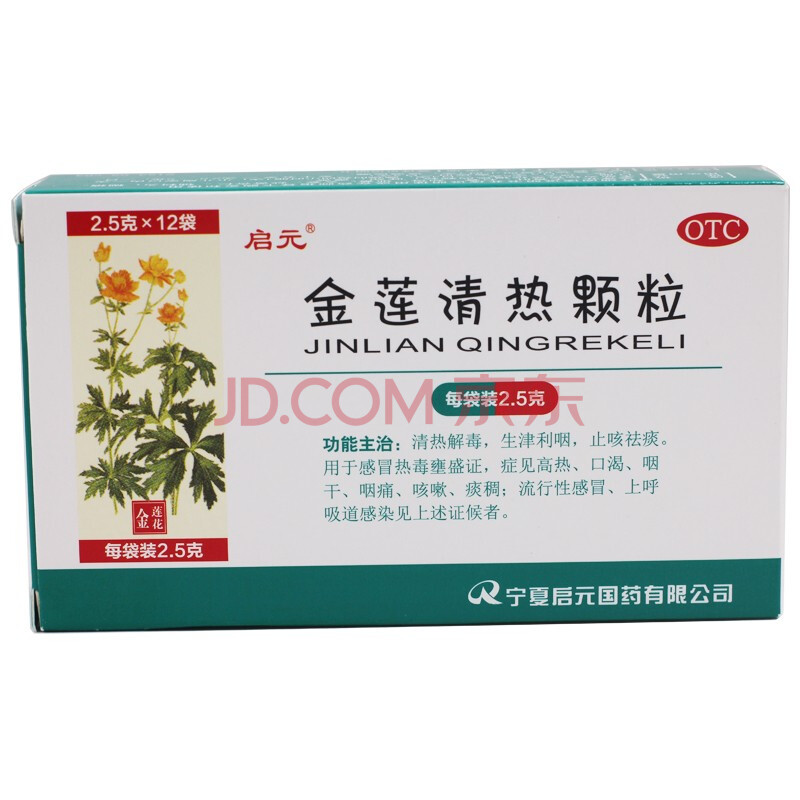 2.5克×12袋
启元®
OTC
金莲清热颗粒
JINLIAN QINGREKELI
JD.COM 京东
每袋装2.5克
功能主治：清热解毒，生津利咽，止咳祛痰。
用于感冒热毒壅盛证，症见高热、口渴、咽
干、咽痛、咳嗽、痰稠；流行性感冒、上呼
吸道感染见上述证候者。
金莲花
每袋装2.5克
宁夏启元国药有限公司